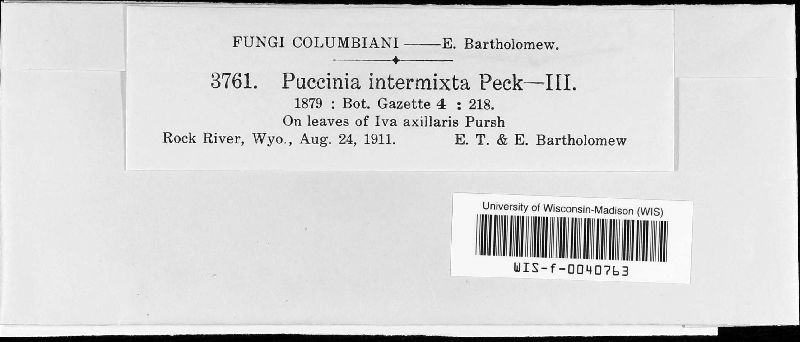 FUNGI COLUMBIANI — E. Bartholomew.
3761. Puccinia intermixta Peck—III.
1879 : Bot. Gazette 4 : 218.
On leaves of Iva axillaris Pursh
Rock River, Wyo., Aug. 24, 1911. E. T. & E. Bartholomew
University of Wisconsin-Madison (WIS)
WIS-f-0040763